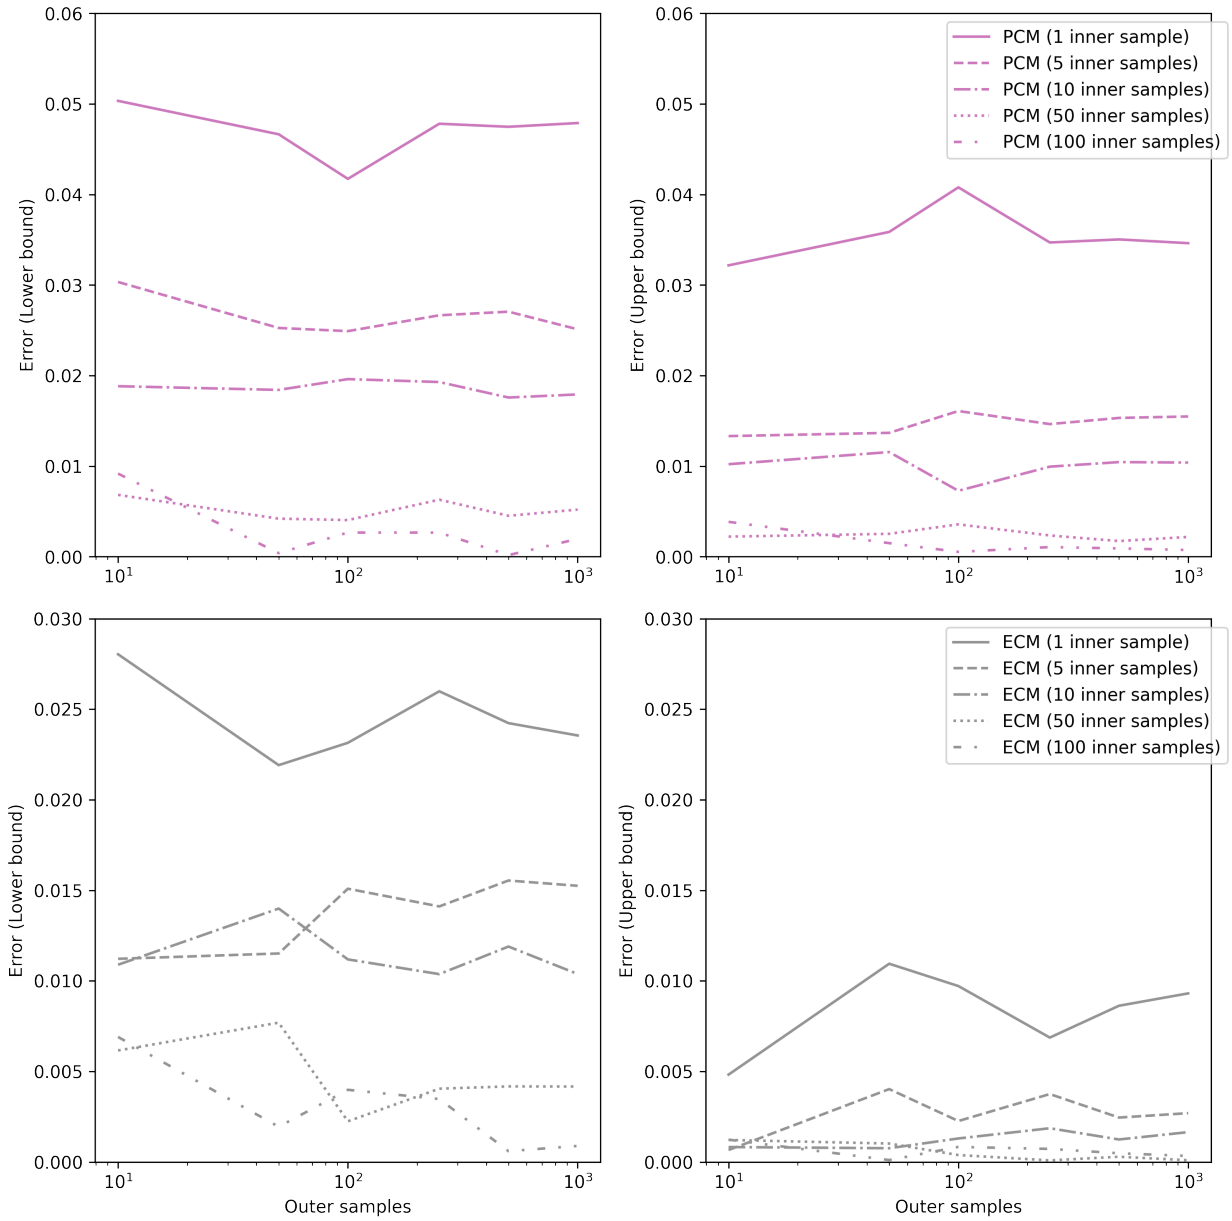 0.06
0.05
0.04
0.03
0.02
0.01
0.00
Error (Lower bound)
10¹
10²
10³
0.06
0.05
0.04
0.03
0.02
0.01
0.00
Error (Upper bound)
10¹
10²
10³
PCM (1 inner sample)
PCM (5 inner samples)
PCM (10 inner samples)
PCM (50 inner samples)
PCM (100 inner samples)
0.030
0.025
0.020
0.015
0.010
0.005
0.000
Error (Lower bound)
10¹
10²
10³
Outer samples
0.030
0.025
0.020
0.015
0.010
0.005
0.000
Error (Upper bound)
10¹
10²
10³
Outer samples
ECM (1 inner sample)
ECM (5 inner samples)
ECM (10 inner samples)
ECM (50 inner samples)
ECM (100 inner samples)